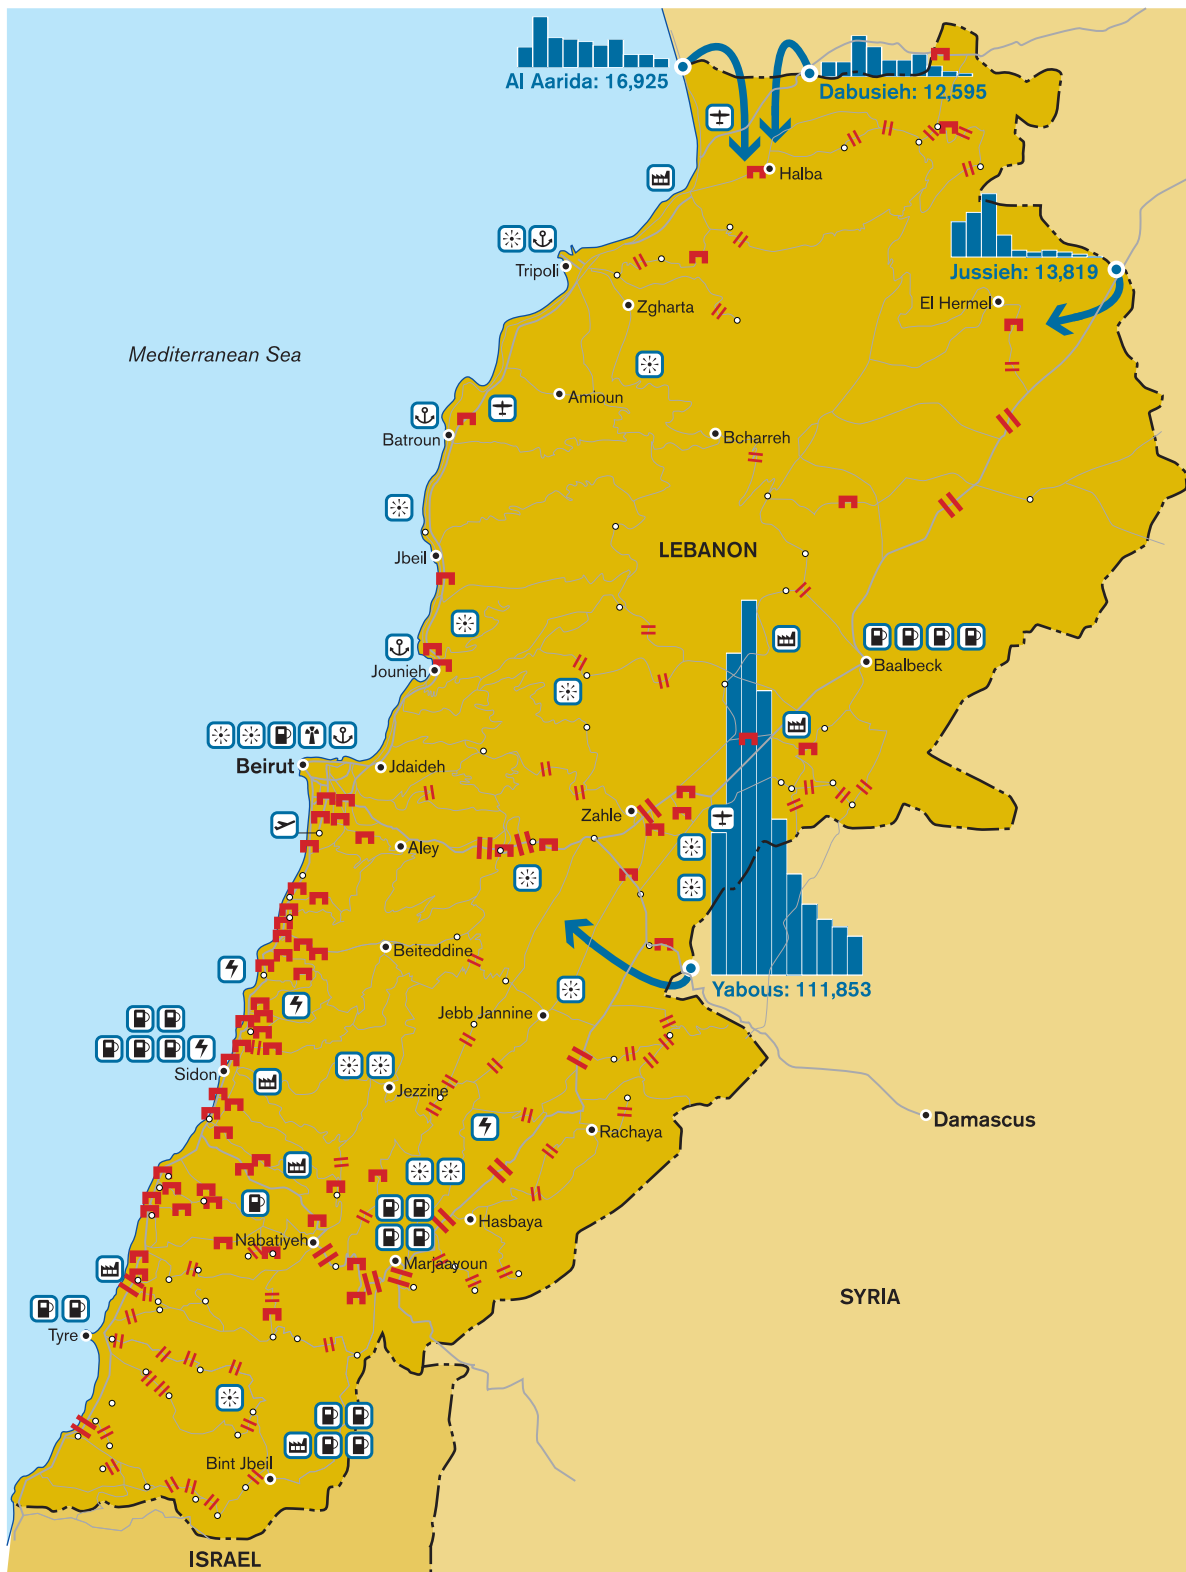 Al Aarida: 16,925
Dabusieh: 12,595
Halba
Tripoli
Jussieh: 13,819
Zgharta
El Hermel
Mediterranean Sea
Amioun
Batroun
Bcharreh
Jbeil
LEBANON
Jounieh
Baalbeck
Beirut
Jdaideh
Zahle
Aley
Beiteddine
Yabous: 111,853
Jebb Jannine
Sidon
Jezzine
Damascus
Rachaya
Hasbaya
Nabatiyeh
Marjaayoun
SYRIA
Tyre
Bint Jbeil
ISRAEL